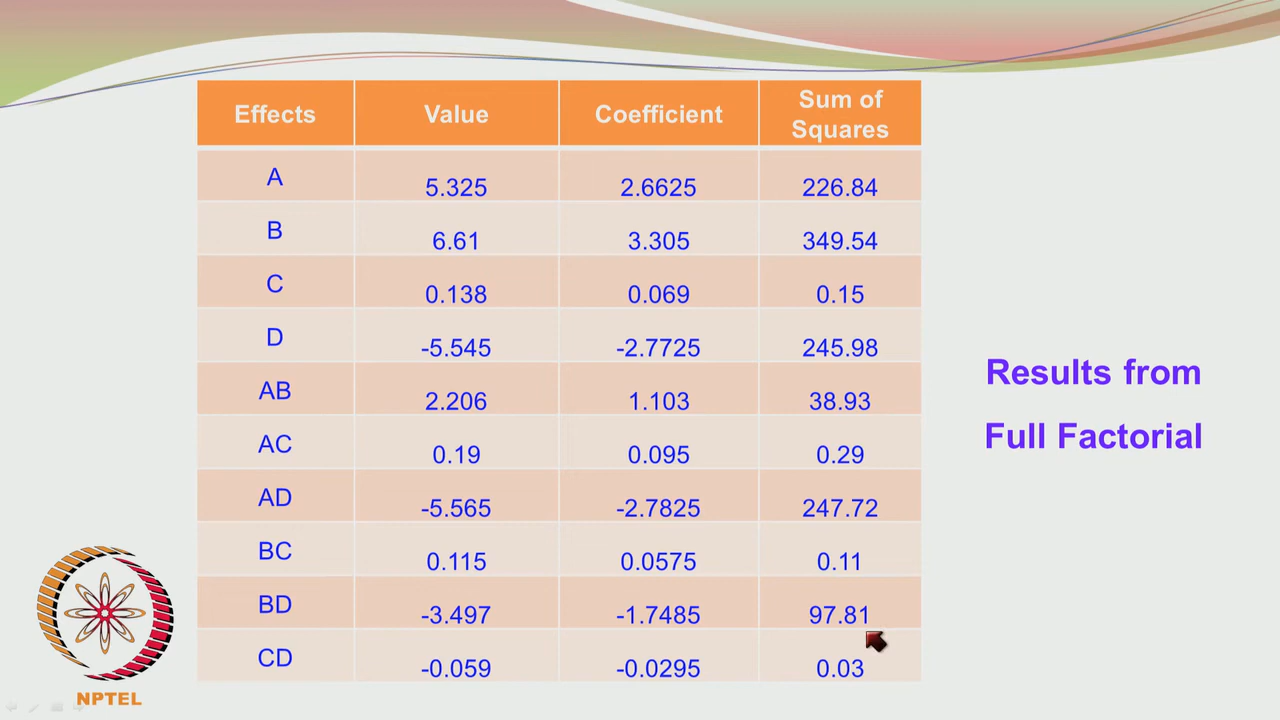 Effects Value Coefficient Sum of
Squares
A 5.325 2.6625 226.84
B 6.61 3.305 349.54
C 0.138 0.069 0.15
D -5.545 -2.7725 245.98
AB 2.206 1.103 38.93
AC 0.19 0.095 0.29
AD -5.565 -2.7825 247.72
BC 0.115 0.0575 0.11
BD -3.497 -1.7485 97.81
CD -0.059 -0.0295 0.03
Results from
Full Factorial
NPTEL